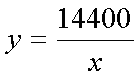 y = 14400 / x